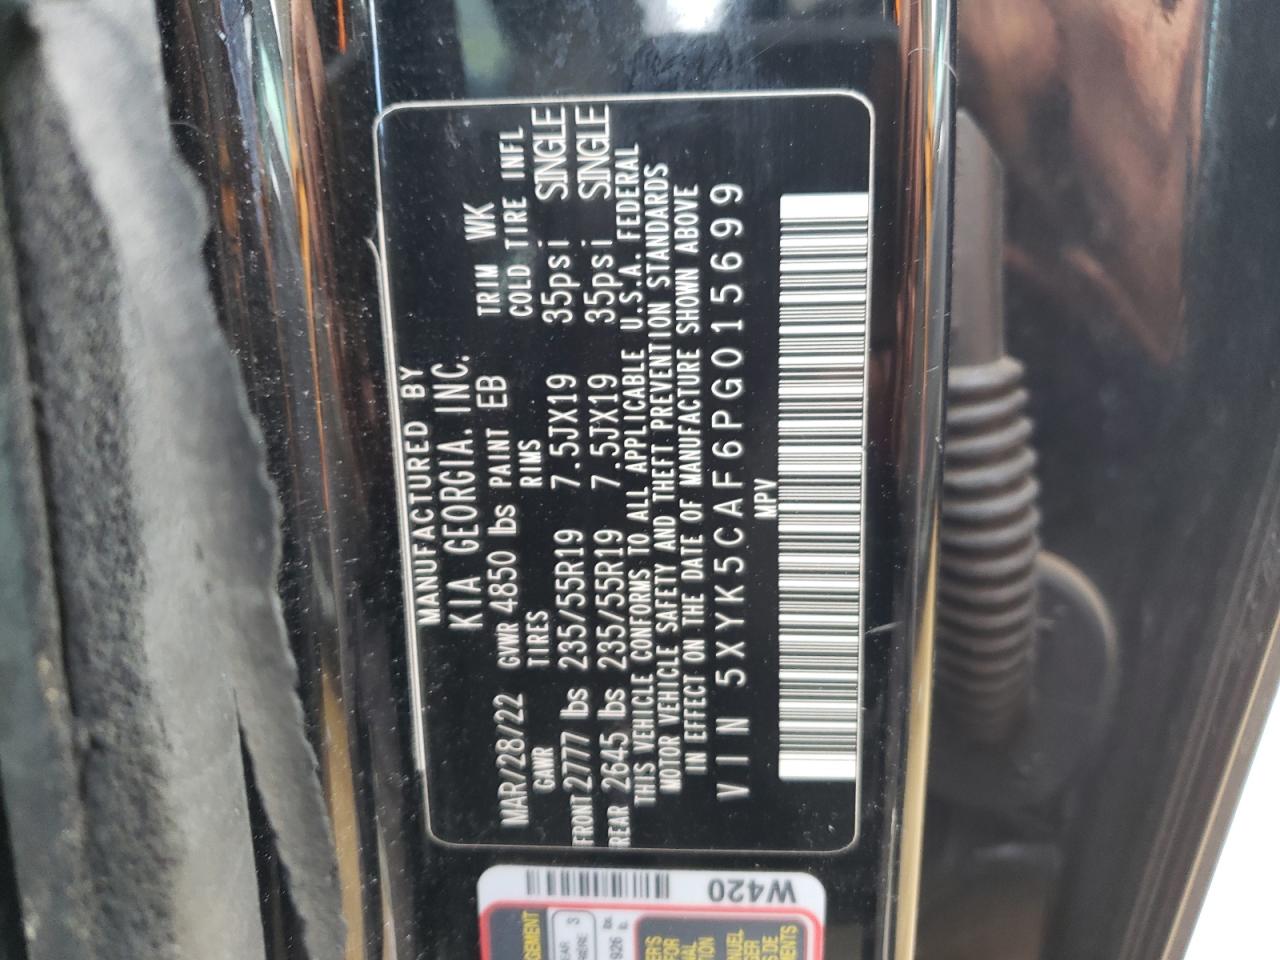 MANUFACTURED BY
KIA GEORGIA. INC.
MAR/28/22 GVWR 4850 lbs PAINT EB TRIM WK
GAWR TIRES RIMS COLD TIRE INFL
FRONT 2777 lbs 235/55R19 7.5JX19 35psi SINGLE
REAR 2645 lbs 235/55R19 7.5JX19 35psi SINGLE
THIS VEHICLE CONFORMS TO ALL APPLICABLE U.S.A. FEDERAL
MOTOR VEHICLE SAFETY AND THEFT PREVENTION STANDARDS
IN EFFECT ON THE DATE OF MANUFACTURE SHOWN ABOVE
VIN 5XYK5CAF6PG015699
MPV
W420